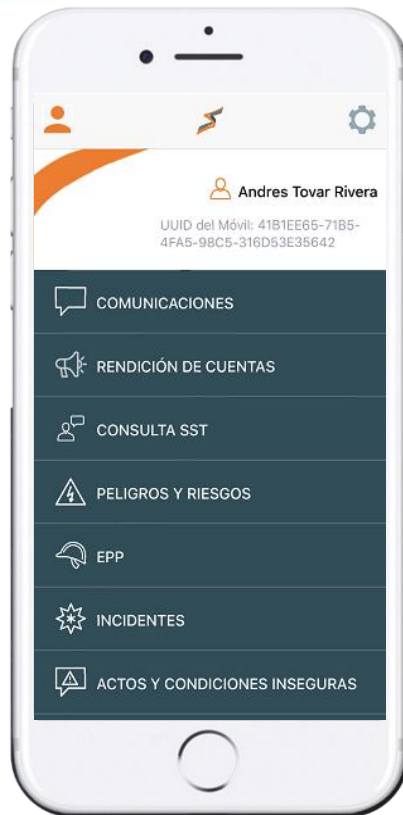 Andres Tovar Rivera
UUID del Móvil: 41B1EE65-71B5-
4FA5-98C5-316D53E35642
COMUNICACIONES
RENDICIÓN DE CUENTAS
CONSULTA SST
PELIGROS Y RIESGOS
EPP
INCIDENTES
ACTOS Y CONDICIONES INSEGURAS